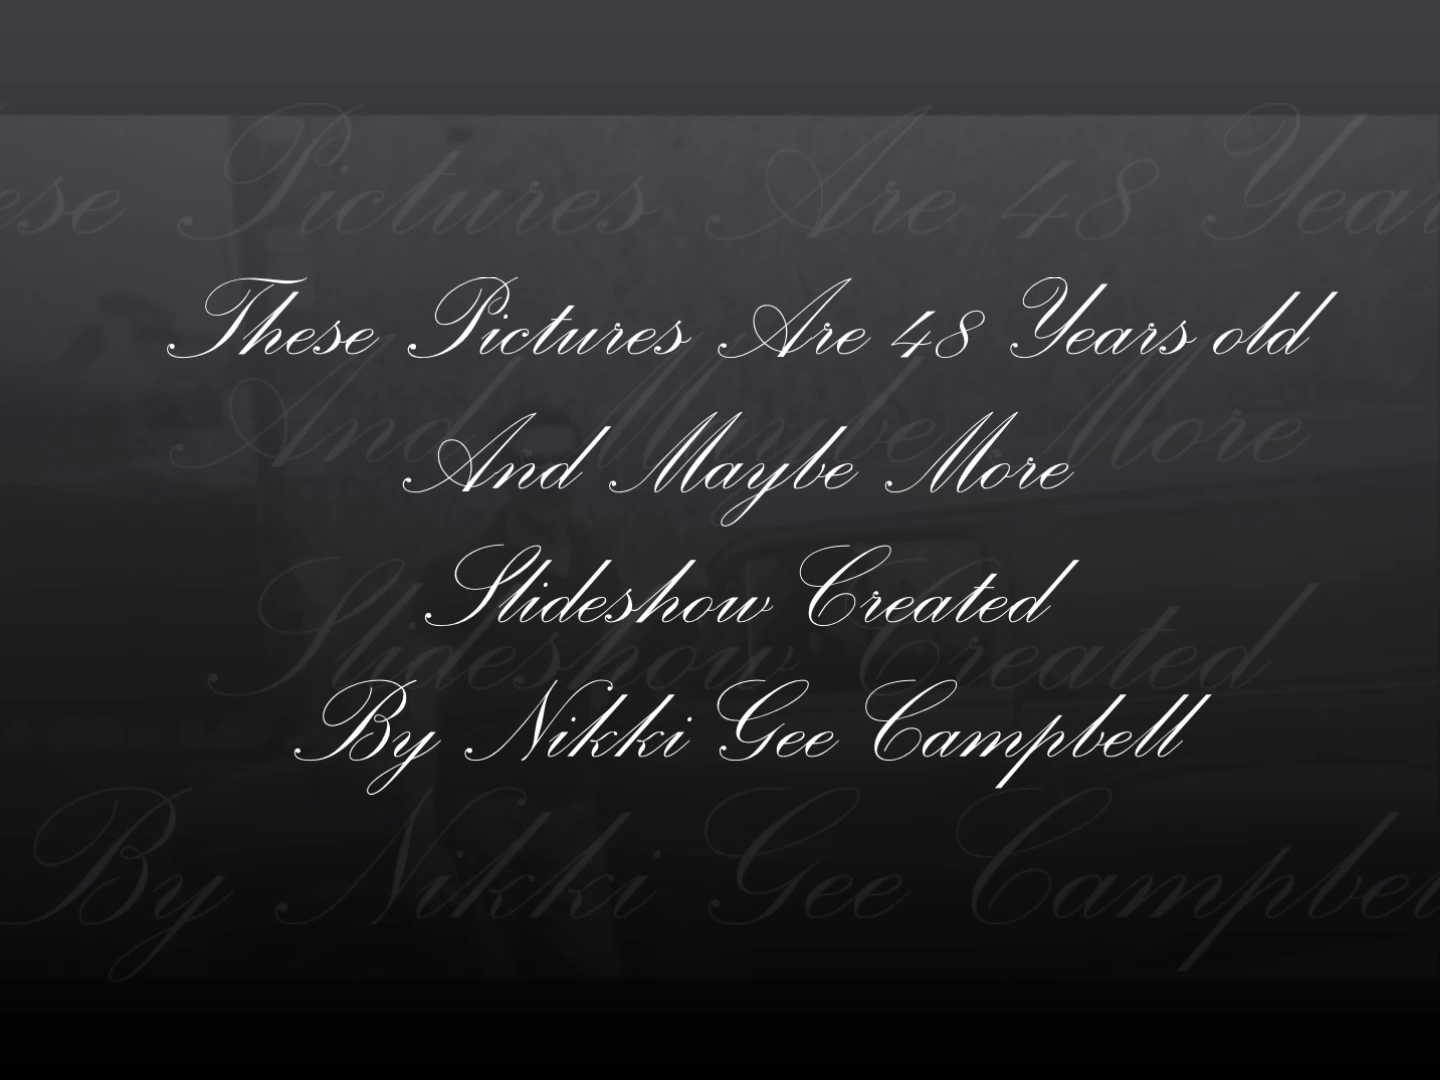 These Pictures Are 48 Years old
And Maybe More
Slideshow Created
By Nikki Gee Campbell